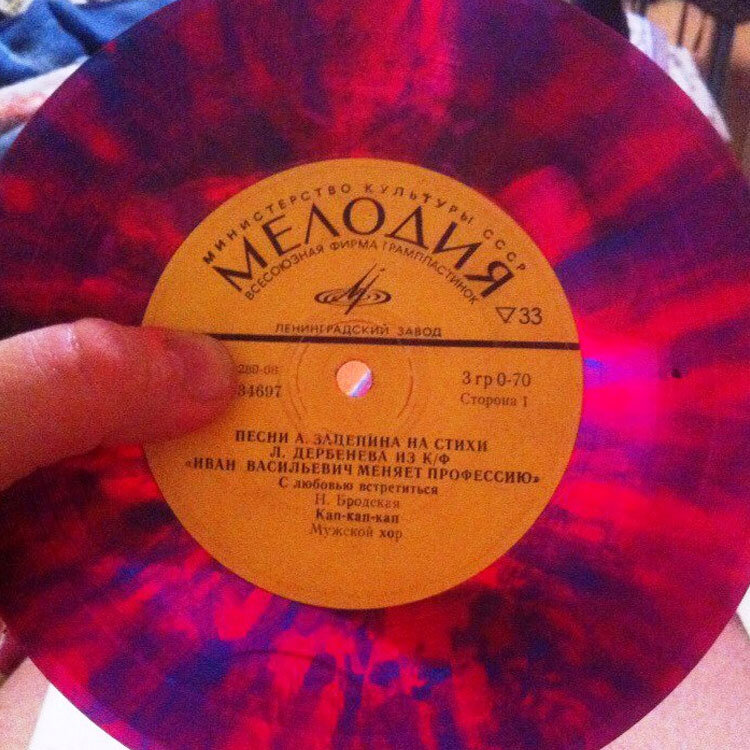 МИНИСТЕРСТВО КУЛЬТУРЫ СССР
МЕЛОДИЯ
ВСЕСОЮЗНАЯ ФИРМА ГРАМПЛАСТИНОК
▽33
ЛЕНИНГРАДСКИЙ ЗАВОД
34697
3 гр 0-70
Сторона 1
ПЕСНИ А. ЗАЦЕПИНА НА СТИХИ
Л. ДЕРБЕНЕВА ИЗ К/Ф
«ИВАН ВАСИЛЬЕВИЧ МЕНЯЕТ ПРОФЕССИЮ»
С любовью встретиться
Н. Бродская
Кап-кап-кап
Мужской хор